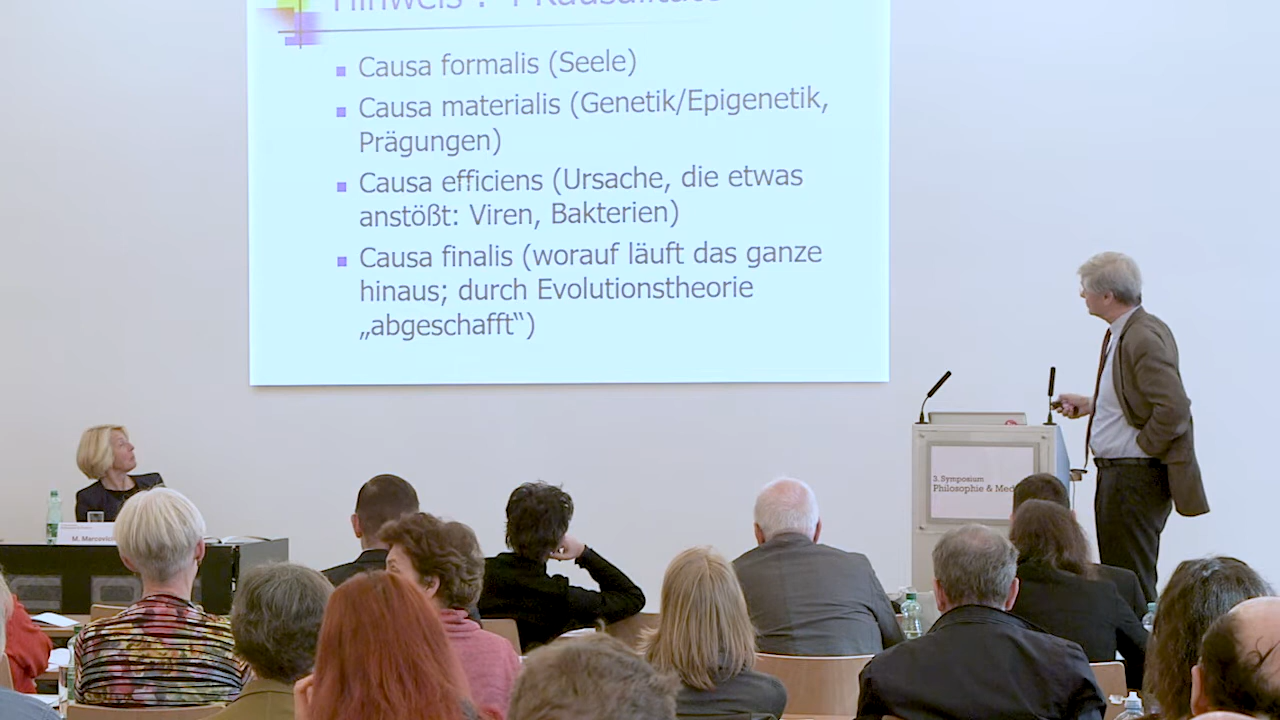 Causa formalis (Seele)
Causa materialis (Genetik/Epigenetik,
Prägungen)
Causa efficiens (Ursache, die etwas
anstößt: Viren, Bakterien)
Causa finalis (worauf läuft das ganze
hinaus; durch Evolutionstheorie
„abgeschafft“)
3. Symposium
Philosophie &